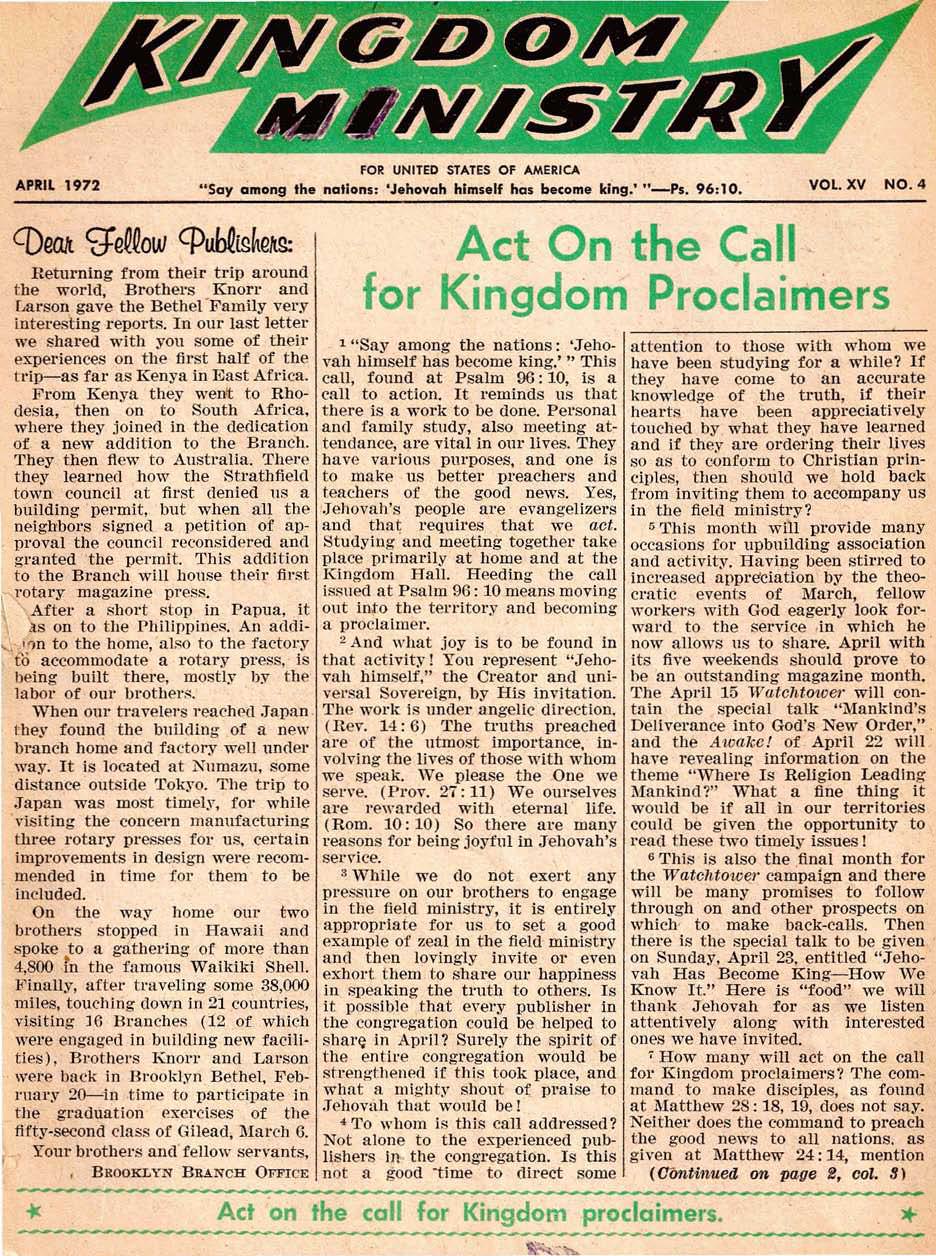 KINGDOM
MINISTRY
FOR UNITED STATES OF AMERICA
APRIL 1972
"Say among the nations: 'Jehovah himself has become king.' "—Ps. 96:10.
VOL. XV NO. 4
Dear Fellow Publishers:
Returning from their trip around
the world, Brothers Knorr and
Larson gave the Bethel Family very
interesting reports. In our last letter
we shared with you some of their
experiences on the first half of the
trip—as far as Kenya in East Africa.
From Kenya they went to Rho-
desia, then on to South Africa,
where they joined in the dedication
of a new addition to the Branch.
They then flew to Australia. There
they learned how the Strathfield
town council at first denied us a
building permit, but when all the
neighbors signed a petition of ap-
proval the council reconsidered and
granted the permit. This addition
to the Branch will house their first
rotary magazine press.
After a short stop in Papua, it
as on to the Philippines. An addi-
on to the home, also to the factory
to accommodate a rotary press, is
being built there, mostly by the
labor of our brothers.
When our travelers reached Japan
they found the building of a new
branch home and factory well under
way. It is located at Numazu, some
distance outside Tokyo. The trip to
Japan was most timely, for while
visiting the concern manufacturing
three rotary presses for us, certain
improvements in design were recom-
mended in time for them to be
included.
On the way home our two
brothers stopped in Hawaii and
spoke to a gathering of more than
4,800 in the famous Waikiki Shell.
Finally, after traveling some 38,000
miles, touching down in 21 countries,
visiting 16 Branches (12 of which
were engaged in building new facili-
ties), Brothers Knorr and Larson
were back in Brooklyn Bethel, Feb-
ruary 20—in time to participate in
the graduation exercises of the
fifty-second class of Gilead, March 6.
Your brothers and fellow servants,
BROOKLYN BRANCH OFFICE
Act On the Call
for Kingdom Proclaimers
1 "Say among the nations: 'Jeho-
vah himself has become king.' " This
call, found at Psalm 96:10, is a
call to action. It reminds us that
there is a work to be done. Personal
and family study, also meeting at-
tendance, are vital in our lives. They
have various purposes, and one is
to make us better preachers and
teachers of the good news. Yes,
Jehovah's people are evangelizers
and that requires that we act.
Studying and meeting together take
place primarily at home and at the
Kingdom Hall. Heeding the call
issued at Psalm 96:10 means moving
out into the territory and becoming
a proclaimer.
2 And what joy is to be found in
that activity! You represent "Jeho-
vah himself," the Creator and uni-
versal Sovereign, by His invitation.
The work is under angelic direction.
(Rev. 14:6) The truths preached
are of the utmost importance, in-
volving the lives of those with whom
we speak. We please the One we
serve. (Prov. 27:11) We ourselves
are rewarded with eternal life.
(Rom. 10:10) So there are many
reasons for being joyful in Jehovah's
service.
3 While we do not exert any
pressure on our brothers to engage
in the field ministry, it is entirely
appropriate for us to set a good
example of zeal in the field ministry
and then lovingly invite or even
exhort them to share our happiness
in speaking the truth to others. Is
it possible that every publisher in
the congregation could be helped to
share in April? Surely the spirit of
the entire congregation would be
strengthened if this took place, and
what a mighty shout of praise to
Jehovah that would be!
4 To whom is this call addressed?
Not alone to the experienced pub-
lishers in the congregation. Is this
not a good time to direct some
attention to those with whom we
have been studying for a while? If
they have come to an accurate
knowledge of the truth, if their
hearts have been appreciatively
touched by what they have learned
and if they are ordering their lives
so as to conform to Christian prin-
ciples, then should we hold back
from inviting them to accompany us
in the field ministry?
5 This month will provide many
occasions for upbuilding association
and activity. Having been stirred to
increased appreciation by the theo-
cratic events of March, fellow
workers with God eagerly look for-
ward to the service in which he
now allows us to share. April with
its five weekends should prove to
be an outstanding magazine month.
The April 15 Watchtower will con-
tain the special talk "Mankind's
Deliverance into God's New Order,"
and the Awake! of April 22 will
have revealing information on the
theme "Where Is Religion Leading
Mankind?" What a fine thing it
would be if all in our territories
could be given the opportunity to
read these two timely issues!
6 This is also the final month for
the Watchtower campaign and there
will be many promises to follow
through on and other prospects on
which to make back-calls. Then
there is the special talk to be given
on Sunday, April 23, entitled "Jeho-
vah Has Become King—How We
Know It." Here is "food" we will
thank Jehovah for as we listen
attentively along with interested
ones we have invited.
7 How many will act on the call
for Kingdom proclaimers? The com-
mand to make disciples, as found
at Matthew 28:18, 19, does not say.
Neither does the command to preach
the good news to all nations, as
given at Matthew 24:14, mention
(Continued on page 2, col. 3)
Act on the call for Kingdom proclaimers.